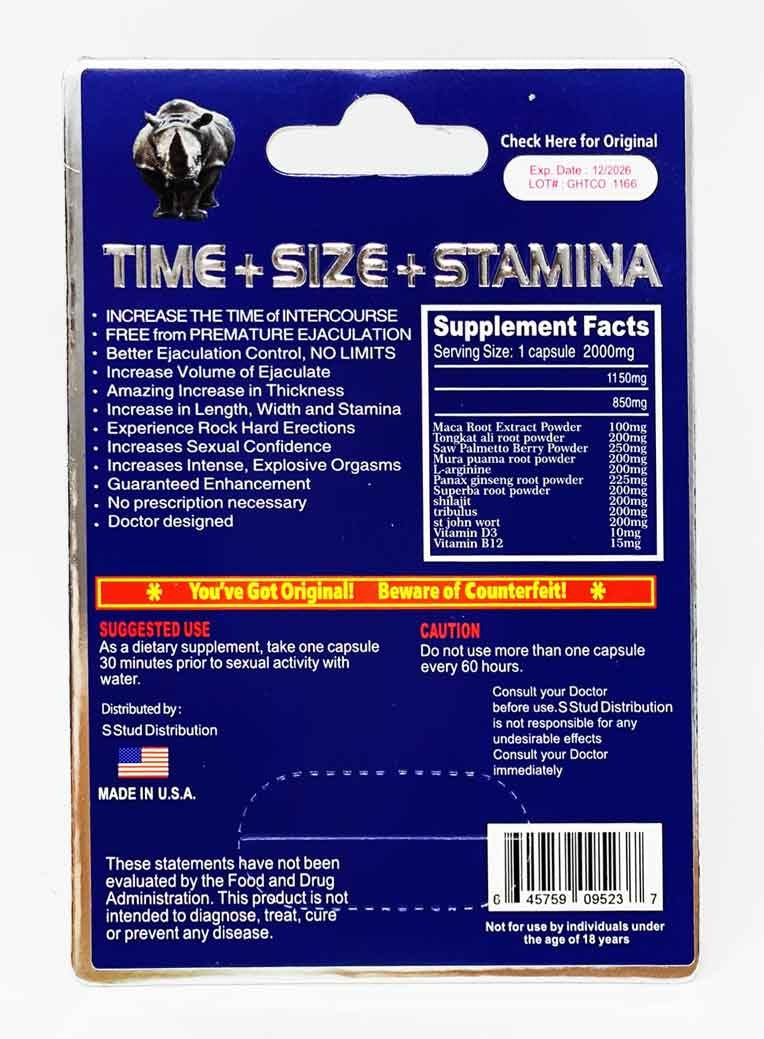 Check Here for Original
Exp. Date : 12/2026
LOT# : GHTCO 1166
TIME + SIZE + STAMINA
• INCREASE THE TIME of INTERCOURSE
• FREE from PREMATURE EJACULATION
• Better Ejaculation Control, NO LIMITS
• Increase Volume of Ejaculate
• Amazing Increase in Thickness
• Increase in Length, Width and Stamina
• Experience Rock Hard Erections
• Increases Sexual Confidence
• Increases Intense, Explosive Orgasms
• Guaranteed Enhancement
• No prescription necessary
• Doctor designed
Supplement Facts
Serving Size: 1 capsule 2000mg
1150mg
850mg
Maca Root Extract Powder 100mg
Tongkat ali root powder 200mg
Saw Palmetto Berry Powder 250mg
Mura puama root powder 200mg
L-arginine 200mg
Panax ginseng root powder 225mg
Superba root powder 200mg
shilajit 200mg
tribulus 200mg
st john wort 200mg
Vitamin D3 10mg
Vitamin B12 15mg
* You've Got Original! Beware of Counterfeit! *
SUGGESTED USE
As a dietary supplement, take one capsule
30 minutes prior to sexual activity with
water.
CAUTION
Do not use more than one capsule
every 60 hours.
Distributed by :
S Stud Distribution
MADE IN U.S.A.
Consult your Doctor
before use.S Stud Distribution
is not responsible for any
undesirable effects
Consult your Doctor
immediately
These statements have not been
evaluated by the Food and Drug
Administration. This product is not
intended to diagnose, treat, cure
or prevent any disease.
6 45759 09523 7
Not for use by individuals under
the age of 18 years